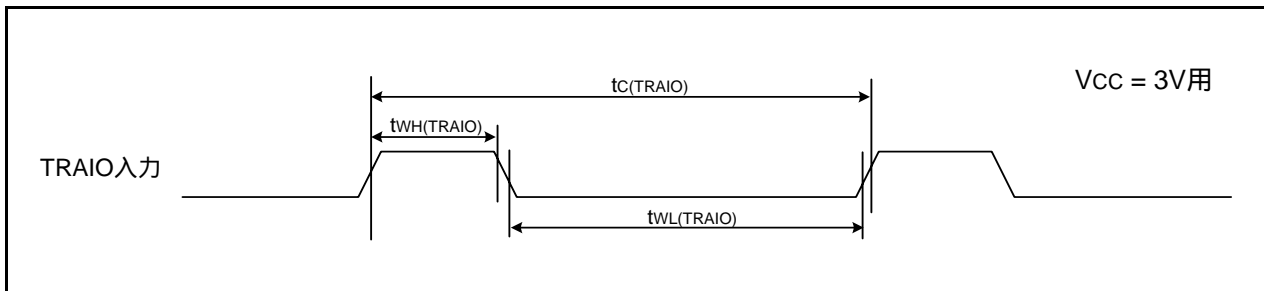 VCC = 3V用
tC(TRAIO)
tWH(TRAIO)
TRAIO入力
tWL(TRAIO)